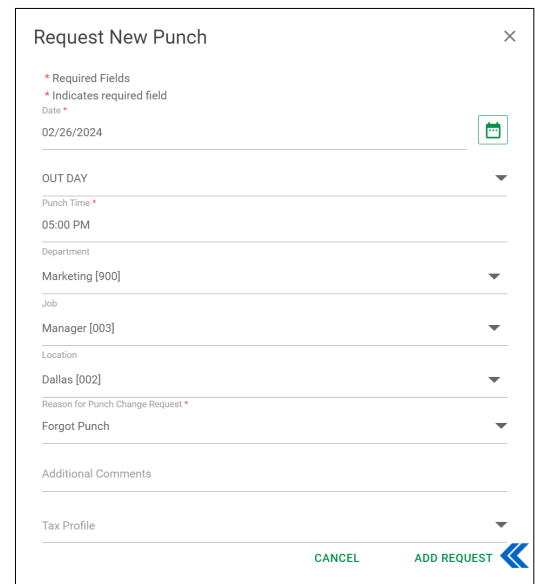 Request New Punch
* Required Fields
* Indicates required field
Date *
02/26/2024
OUT DAY
Punch Time *
05:00 PM
Department
Marketing [900]
Job
Manager [003]
Location
Dallas [002]
Reason for Punch Change Request *
Forgot Punch
Additional Comments
Tax Profile
CANCEL ADD REQUEST